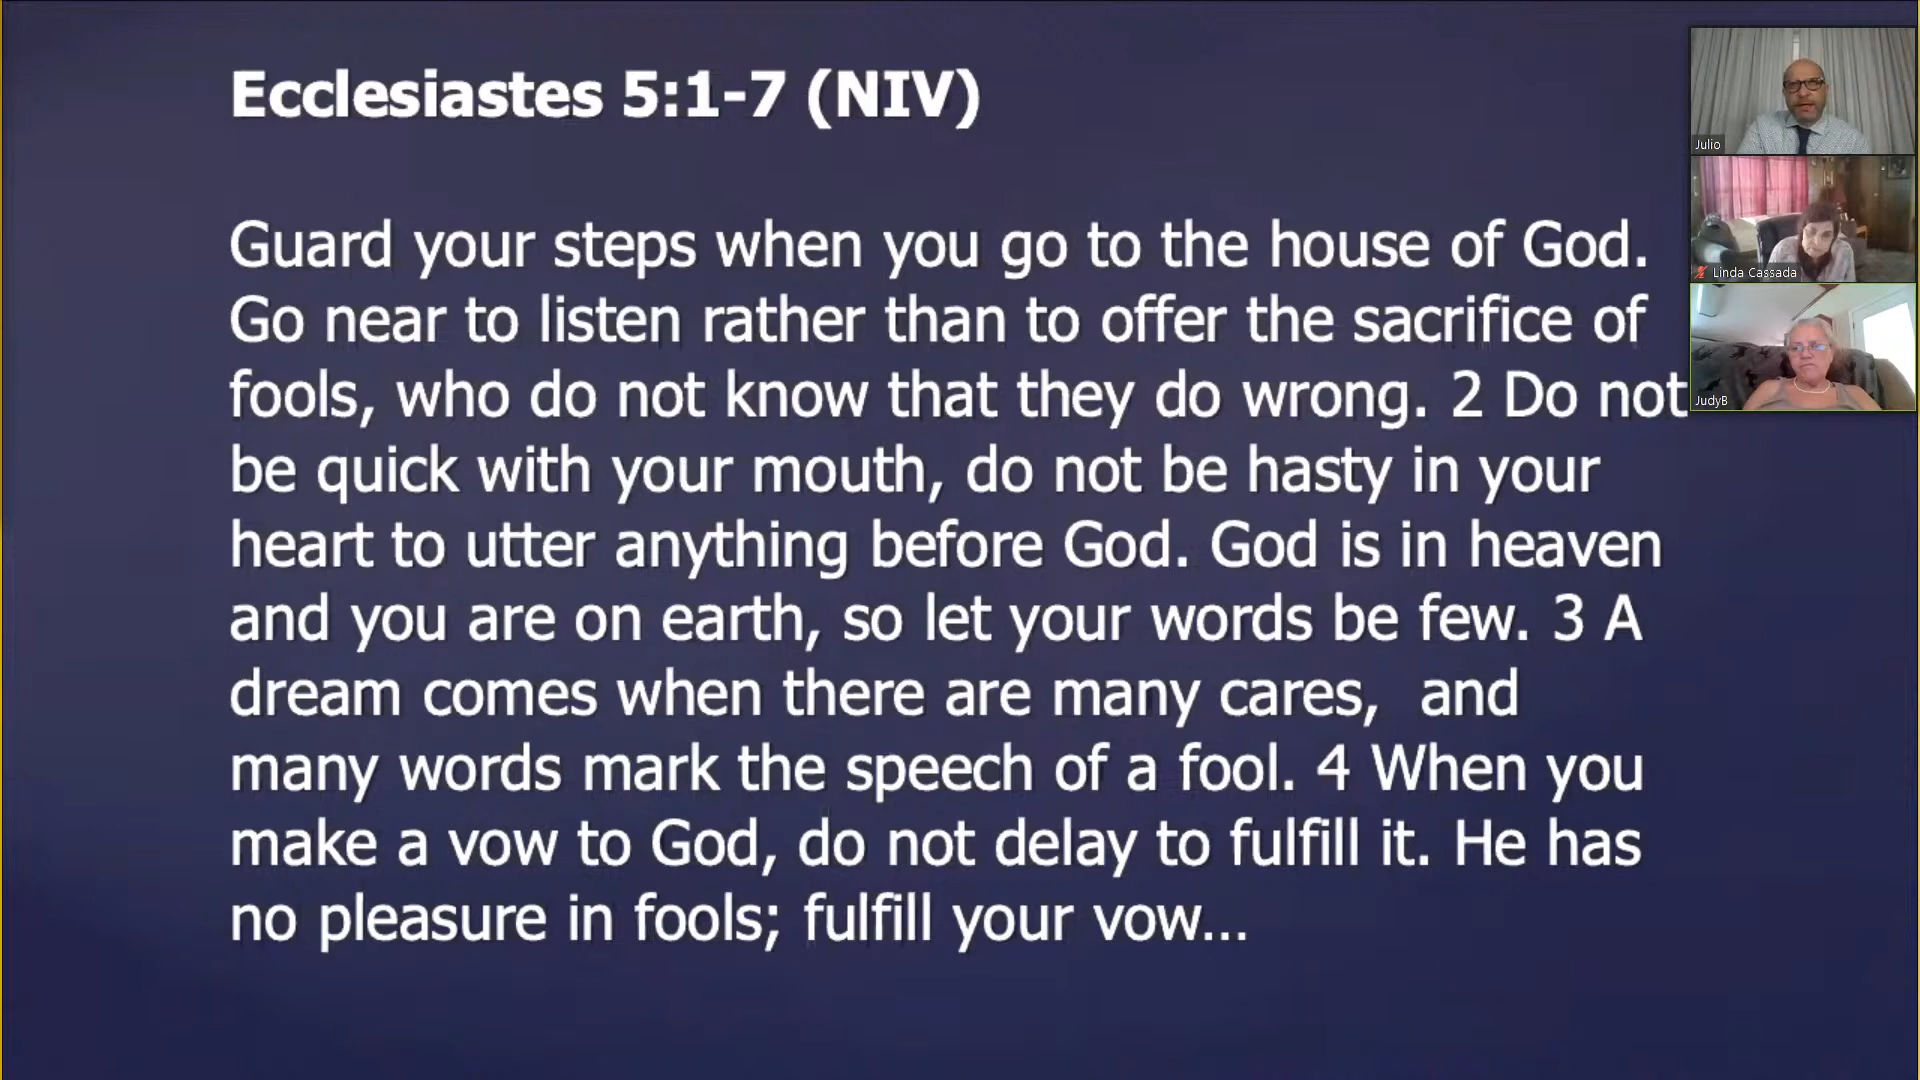 Ecclesiastes 5:1-7 (NIV)
Guard your steps when you go to the house of God.
Go near to listen rather than to offer the sacrifice of
fools, who do not know that they do wrong. 2 Do not
be quick with your mouth, do not be hasty in your
heart to utter anything before God. God is in heaven
and you are on earth, so let your words be few. 3 A
dream comes when there are many cares,  and
many words mark the speech of a fool. 4 When you
make a vow to God, do not delay to fulfill it. He has
no pleasure in fools; fulfill your vow...
Julio
Linda Cassada
JudyB